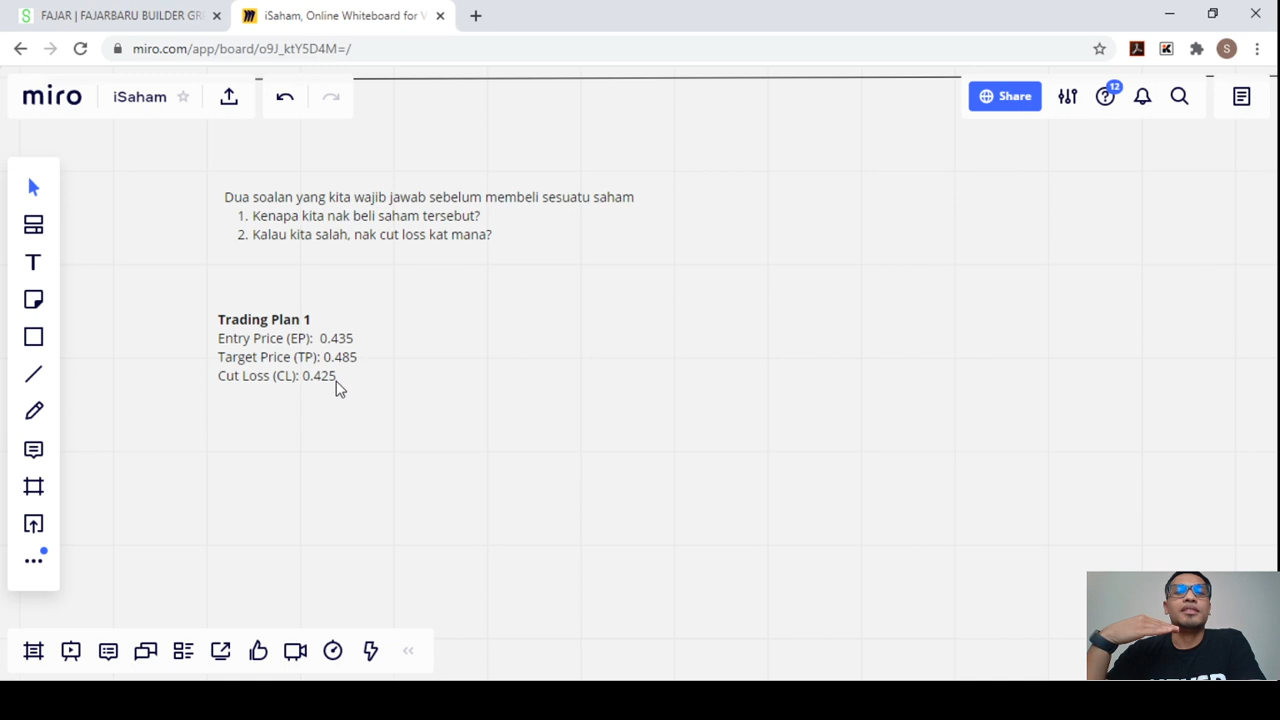 FAJAR | FAJARBARU BUILDER GR
iSaham, Online Whiteboard for V
miro.com/app/board/o9J_ktY5D4M=/
S
miro
iSaham
Share
12
Dua soalan yang kita wajib jawab sebelum membeli sesuatu saham
1. Kenapa kita nak beli saham tersebut?
2. Kalau kita salah, nak cut loss kat mana?
Trading Plan 1
Entry Price (EP): 0.435
Target Price (TP): 0.485
Cut Loss (CL): 0.425